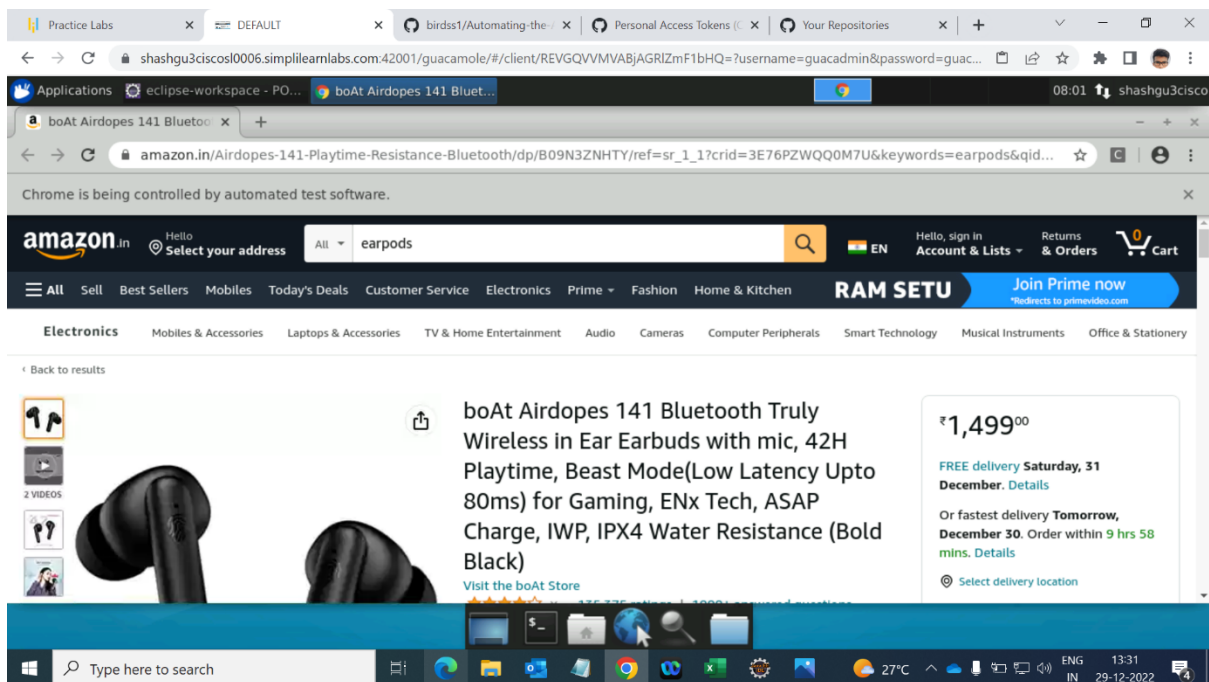 Practice Labs
DEFAULT
birdss1/Automating-the-
Personal Access Tokens (C
Your Repositories
shashgu3ciscosl0006.simplilearnlabs.com:42001/guacamole/#/client/REVGQVVMVABjAGRlZmF1bHQ=?username=guacadmin&password=guac...
Applications
eclipse-workspace - PO...
boAt Airdopes 141 Bluet...
08:01
shashgu3cisco
boAt Airdopes 141 Bluetoo
amazon.in/Airdopes-141-Playtime-Resistance-Bluetooth/dp/B09N3ZNHTY/ref=sr_1_1?crid=3E76PZWQQ0M7U&keywords=earpods&qid...
Chrome is being controlled by automated test software.
amazon.in
Hello
Select your address
All
earpods
EN
Hello, sign in
Account & Lists
Returns
& Orders
0
Cart
All
Sell
Best Sellers
Mobiles
Today's Deals
Customer Service
Electronics
Prime
Fashion
Home & Kitchen
RAM SETU
Join Prime now
*Redirects to primevideo.com
Electronics
Mobiles & Accessories
Laptops & Accessories
TV & Home Entertainment
Audio
Cameras
Computer Peripherals
Smart Technology
Musical Instruments
Office & Stationery
‹ Back to results
2 VIDEOS
boAt Airdopes 141 Bluetooth Truly
Wireless in Ear Earbuds with mic, 42H
Playtime, Beast Mode(Low Latency Upto
80ms) for Gaming, ENx Tech, ASAP
Charge, IWP, IPX4 Water Resistance (Bold
Black)
Visit the boAt Store
₹1,49900
FREE delivery Saturday, 31
December. Details
Or fastest delivery Tomorrow,
December 30. Order within 9 hrs 58
mins. Details
Select delivery location
Type here to search
27°C
ENG
IN
13:31
29-12-2022
4